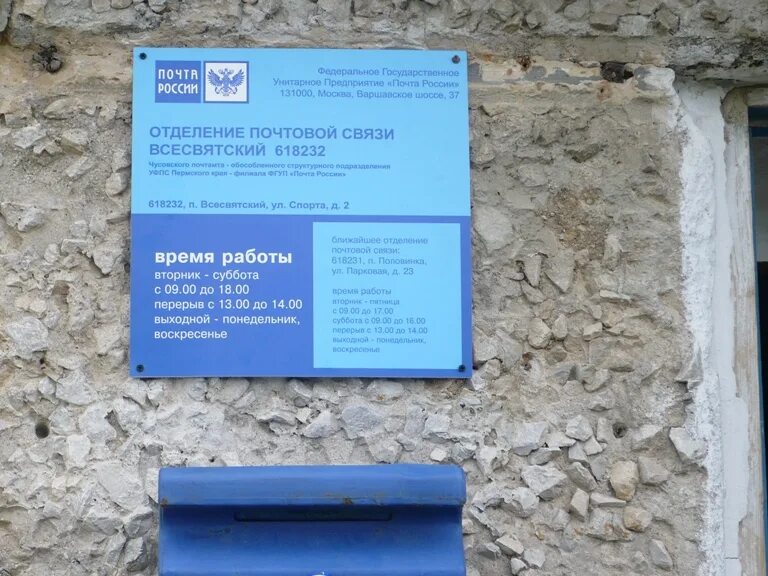 ПОЧТА
РОССИИ
Федеральное Государственное
Унитарное Предприятие «Почта России»
131000, Москва, Варшавское шосое, 37
ОТДЕЛЕНИЕ ПОЧТОВОЙ СВЯЗИ
ВСЕСВЯТСКИЙ 618232
Чусовского почтамта - обособленного структурного подразделения
УФПС Пермского края - филиала ФГУП «Почта России»
618232, п. Всесвятский, ул. Спорта, д. 2
время работы
вторник - суббота
с 09.00 до 18.00
перерыв с 13.00 до 14.00
выходной - понедельник,
воскресенье
ближайшее отделение
почтовой связи:
618231, п. Половинка,
ул. Парковая, д. 23
время работы
вторник - пятница
с 09.00 до 17.00
суббота с 09.00 до 16.00
перерыв с 13.00 до 14.00
выходной - понедельник,
воскресенье